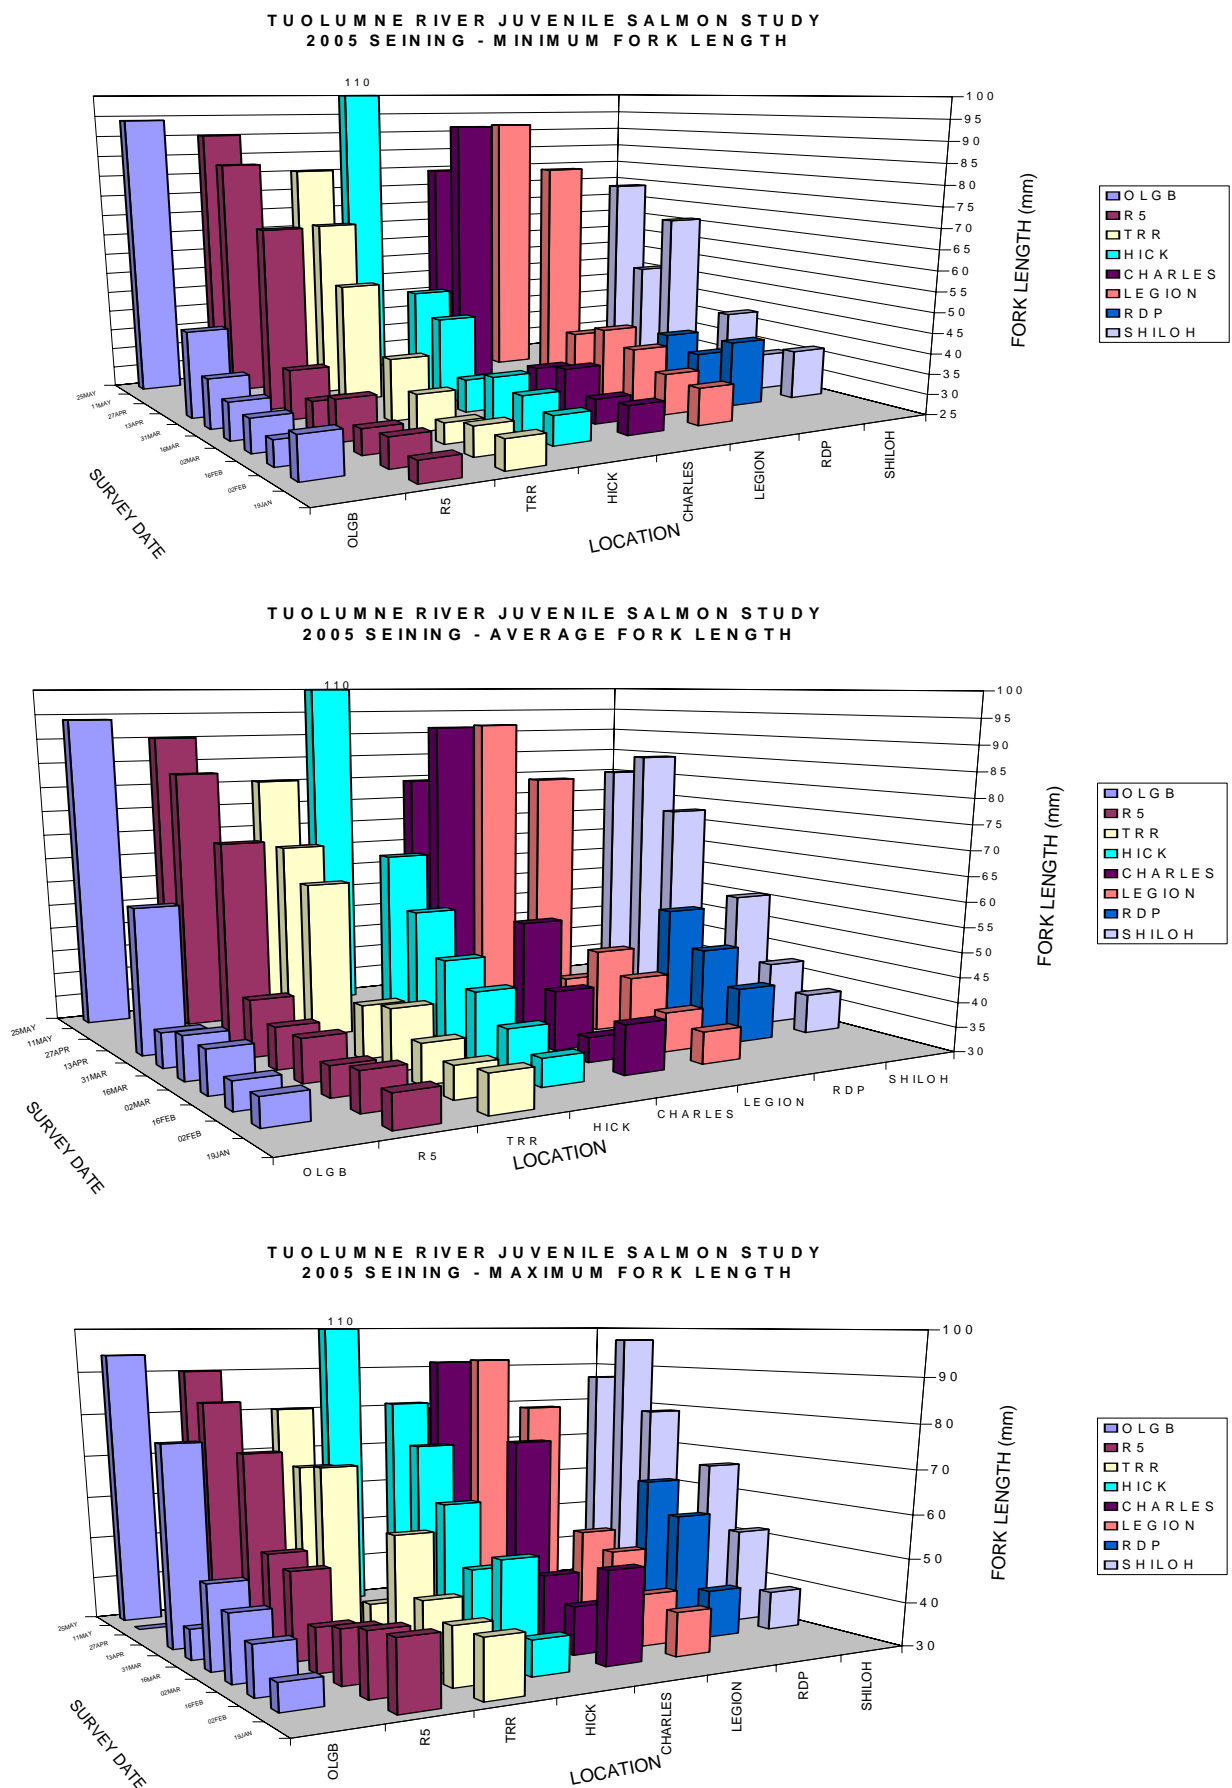 TUOLUMNE RIVER JUVENILE SALMON STUDY
2005 SEINING - MINIMUM FORK LENGTH
110
100
95
90
85
80
75
70
65
60
55
50
45
40
35
30
25
FORK LENGTH (mm)
OLGB
R5
TRR
HICK
CHARLES
LEGION
RDP
SHILOH
25MAY
11MAY
27APR
13APR
31MAR
16MAR
02MAR
16FEB
02FEB
19JAN
SURVEY DATE
OLGB
R5
TRR
HICK
CHARLES
LEGION
RDP
SHILOH
LOCATION
TUOLUMNE RIVER JUVENILE SALMON STUDY
2005 SEINING - AVERAGE FORK LENGTH
110
100
95
90
85
80
75
70
65
60
55
50
45
40
35
30
FORK LENGTH (mm)
OLGB
R5
TRR
HICK
CHARLES
LEGION
RDP
SHILOH
25MAY
11MAY
27APR
13APR
31MAR
16MAR
02MAR
16FEB
02FEB
19JAN
SURVEY DATE
OLGB
R5
TRR
HICK
CHARLES
LEGION
RDP
SHILOH
LOCATION
TUOLUMNE RIVER JUVENILE SALMON STUDY
2005 SEINING - MAXIMUM FORK LENGTH
110
100
90
80
70
60
50
40
30
FORK LENGTH (mm)
OLGB
R5
TRR
HICK
CHARLES
LEGION
RDP
SHILOH
25MAY
11MAY
27APR
13APR
31MAR
16MAR
02MAR
16FEB
02FEB
19JAN
SURVEY DATE
OLGB
R5
TRR
HICK
CHARLES
LEGION
RDP
SHILOH
LOCATION